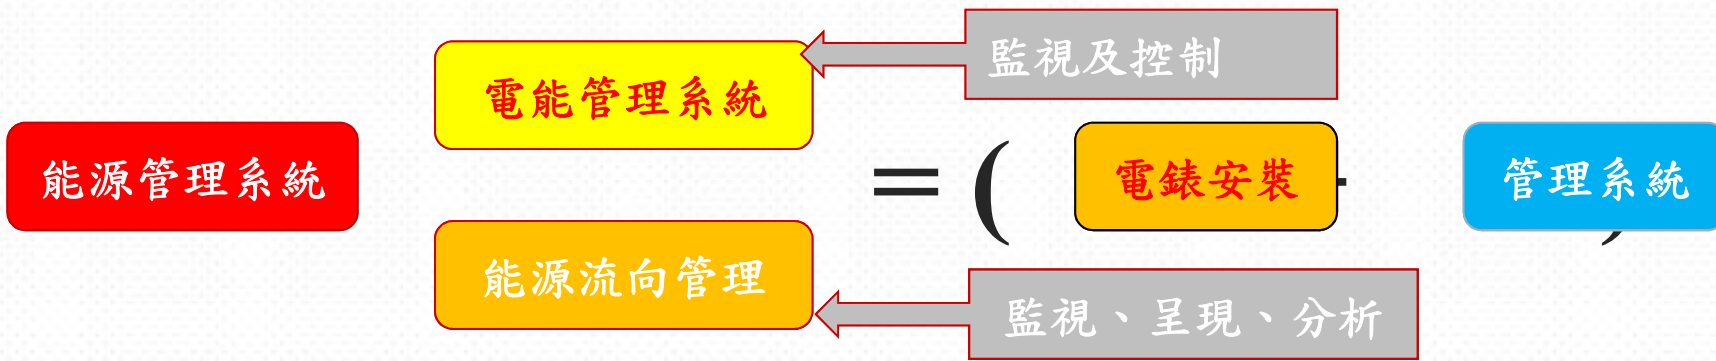 監視及控制
電能管理系統
能源管理系統
= ( 電錶安裝 管理系統 )
能源流向管理
監視、呈現、分析